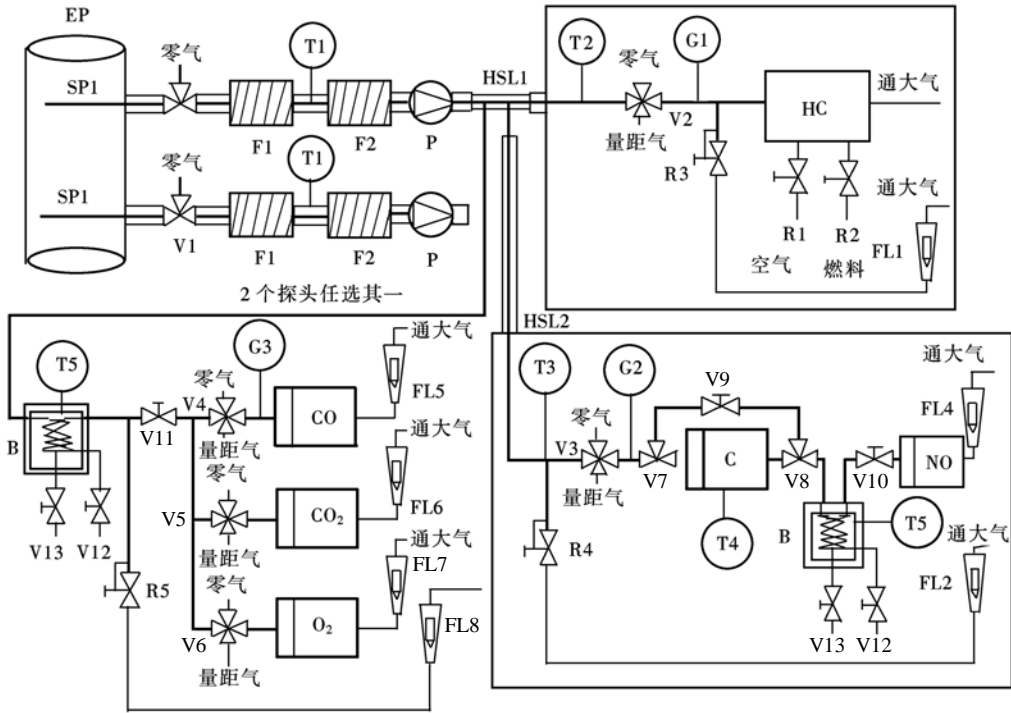 EP
零气
T1
SP1
F1
F2
P
HSL1
零气
T1
SP1
V1
F1
F2
P
2个探头任选其一
T2
零气
G1
量距气
V2
HC
通大气
R3
R1
R2
空气
燃料
通大气
FL1
HSL2
T5
B
V13
V12
V11
R5
G3
零气
V4
量距气
CO
通大气
FL5
零气
V5
量距气
CO₂
通大气
FL6
零气
V6
量距气
O₂
通大气
FL7
FL8
T3
G2
V9
零气
V3
量距气
V7
C
V8
V10
NO
通大气
FL4
T4
R4
B
T5
V13
V12
通大气
FL2